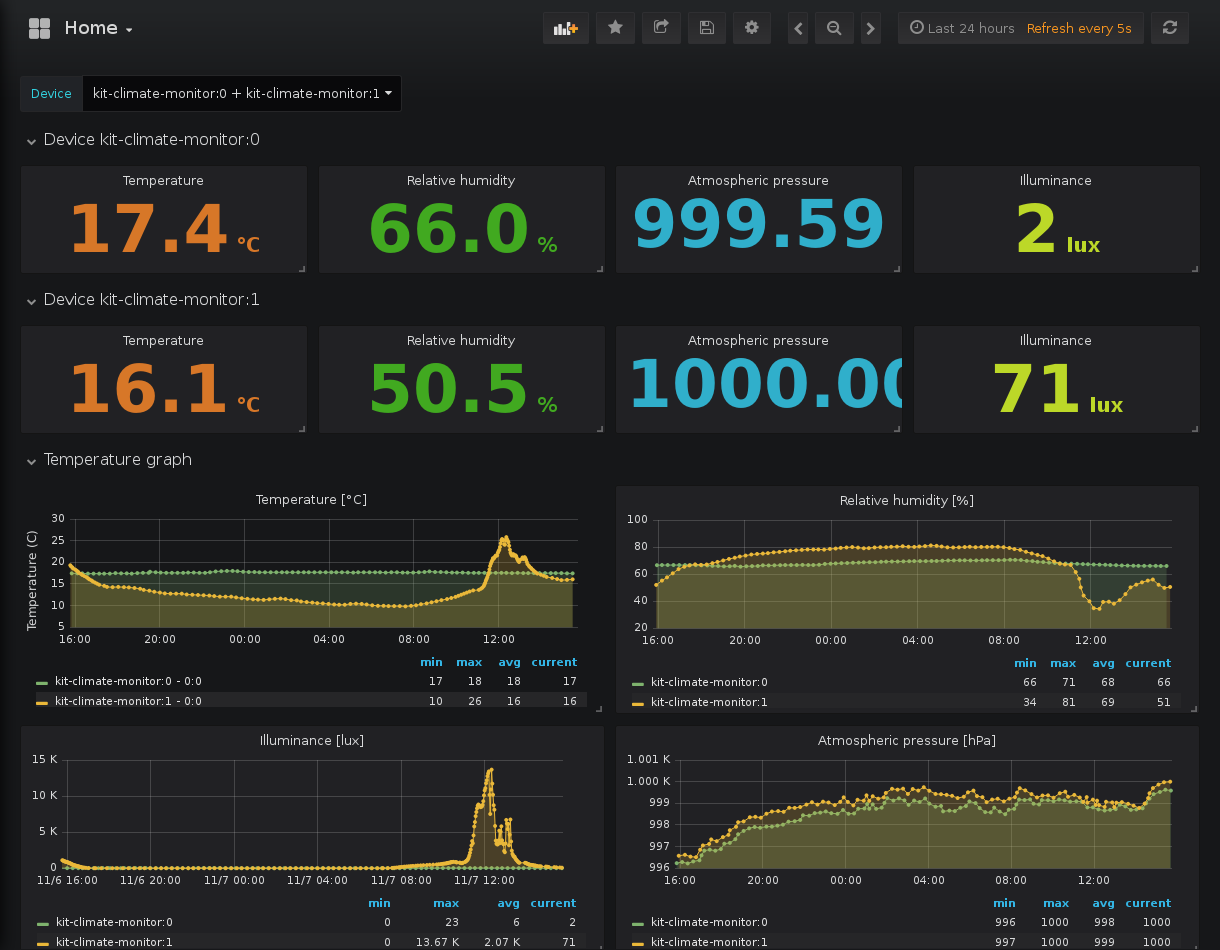 Home
Last 24 hours Refresh every 5s
Device kit-climate-monitor:0 + kit-climate-monitor:1
Device kit-climate-monitor:0
Temperature Relative humidity Atmospheric pressure Illuminance
17.4 °C 66.0 % 999.59 2 lux
Device kit-climate-monitor:1
Temperature Relative humidity Atmospheric pressure Illuminance
16.1 °C 50.5 % 1000.00 71 lux
Temperature graph
Temperature [°C]
Temperature (C)
30
25
20
15
10
5
16:00 20:00 00:00 04:00 08:00 12:00
min max avg current
kit-climate-monitor:0 - 0:0 17 18 18 17
kit-climate-monitor:1 - 0:0 10 26 16 16
Relative humidity [%]
100
80
60
40
20
16:00 20:00 00:00 04:00 08:00 12:00
min max avg current
kit-climate-monitor:0 66 71 68 66
kit-climate-monitor:1 34 81 69 51
Illuminance [lux]
15 K
10 K
5 K
0
11/6 16:00 11/6 20:00 11/7 00:00 11/7 04:00 11/7 08:00 11/7 12:00
min max avg current
kit-climate-monitor:0 0 23 6 2
kit-climate-monitor:1 0 13.67 K 2.07 K 71
Atmospheric pressure [hPa]
1.001 K
1.000 K
999
998
997
996
16:00 20:00 00:00 04:00 08:00 12:00
min max avg current
kit-climate-monitor:0 996 1000 998 1000
kit-climate-monitor:1 997 1000 999 1000